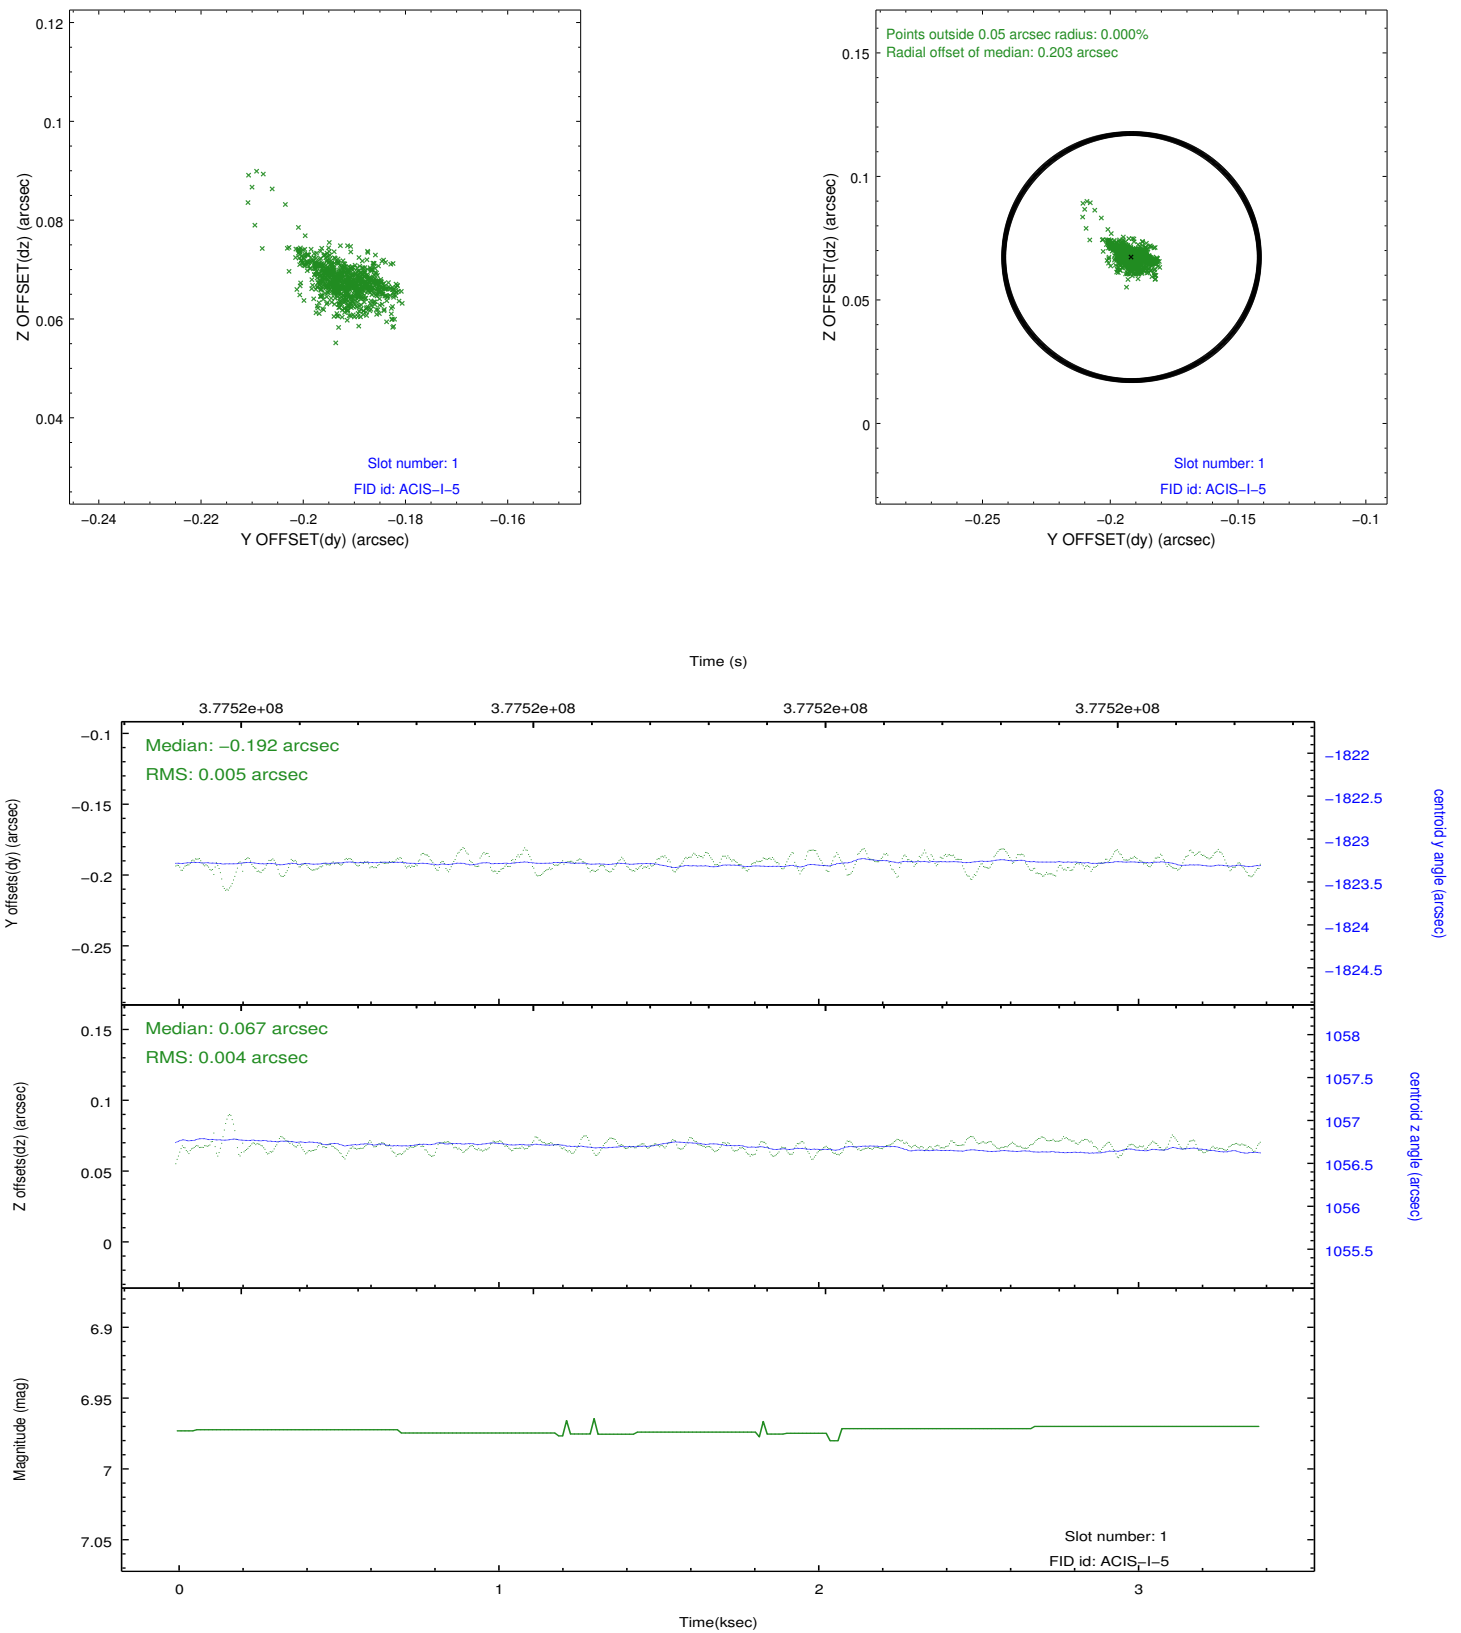 0.12
0.1
0.08
0.06
0.04
Z OFFSET(dz) (arcsec)
Slot number: 1
FID id: ACIS−I−5
−0.24
−0.22
−0.2
−0.18
−0.16
Y OFFSET(dy) (arcsec)
Points outside 0.05 arcsec radius: 0.000%
Radial offset of median: 0.203 arcsec
0.15
0.1
0.05
0
Z OFFSET(dz) (arcsec)
Slot number: 1
FID id: ACIS−I−5
−0.25
−0.2
−0.15
−0.1
Y OFFSET(dy) (arcsec)
Time (s)
3.7752e+08
3.7752e+08
3.7752e+08
3.7752e+08
Median: −0.192 arcsec
RMS: 0.005 arcsec
−0.1
−0.15
−0.2
−0.25
Y offsets(dy) (arcsec)
−1822
−1822.5
−1823
−1823.5
−1824
−1824.5
centroid y angle (arcsec)
Median: 0.067 arcsec
RMS: 0.004 arcsec
0.15
0.1
0.05
0
Z offsets(dz) (arcsec)
1058
1057.5
1057
1056.5
1056
1055.5
centroid z angle (arcsec)
6.9
6.95
7
7.05
Magnitude (mag)
Slot number: 1
FID id: ACIS−I−5
0
1
2
3
Time(ksec)